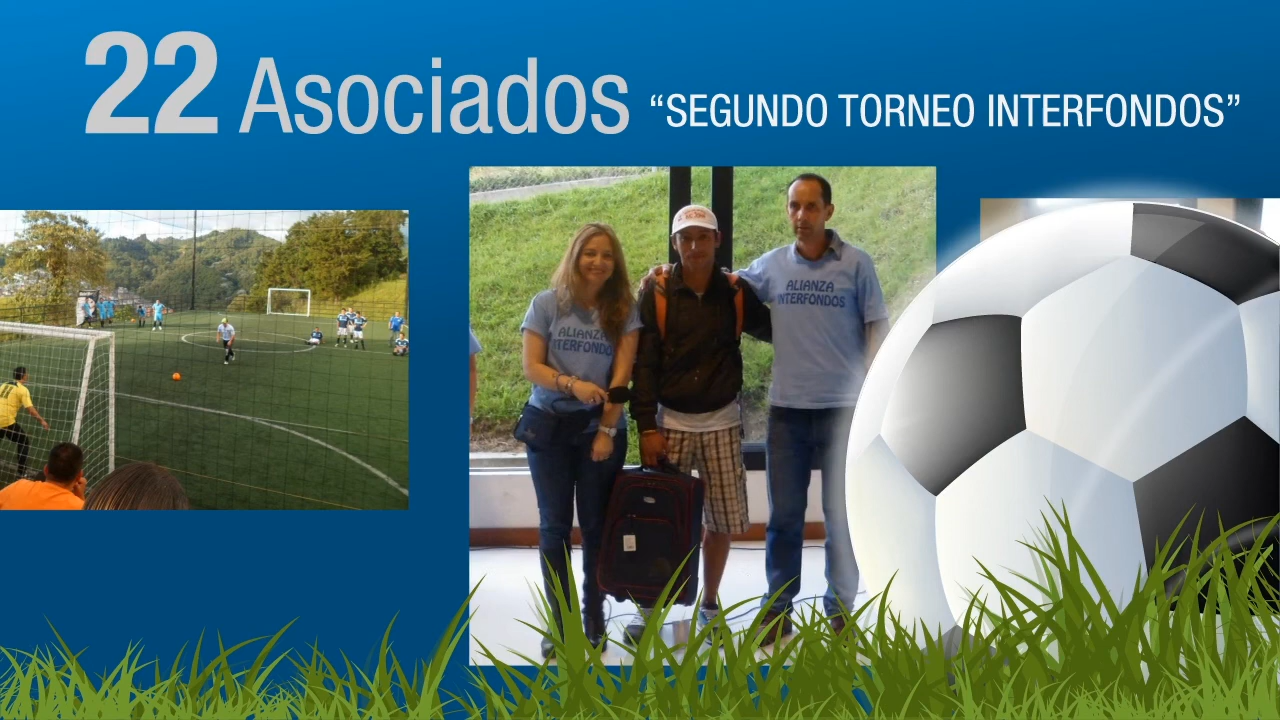 22 Asociados “SEGUNDO TORNEO INTERFONDOS”
ALIANZA
INTERFONDOS
ALIANZA
INTERFONDOS